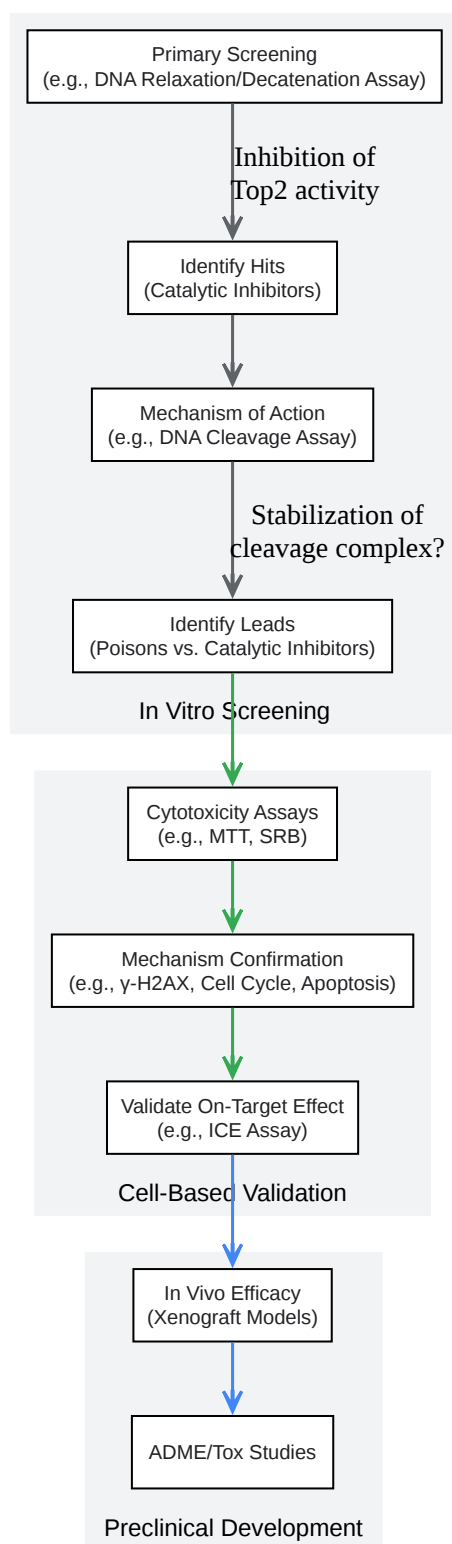 Primary Screening
(e.g., DNA Relaxation/Decatenation Assay)
Inhibition of
Top2 activity
Identify Hits
(Catalytic Inhibitors)
Mechanism of Action
(e.g., DNA Cleavage Assay)
Stabilization of
cleavage complex?
Identify Leads
(Poisons vs. Catalytic Inhibitors)
In Vitro Screening
Cytotoxicity Assays
(e.g., MTT, SRB)
Mechanism Confirmation
(e.g., γ-H2AX, Cell Cycle, Apoptosis)
Validate On-Target Effect
(e.g., ICE Assay)
Cell-Based Validation
In Vivo Efficacy
(Xenograft Models)
ADME/Tox Studies
Preclinical Development